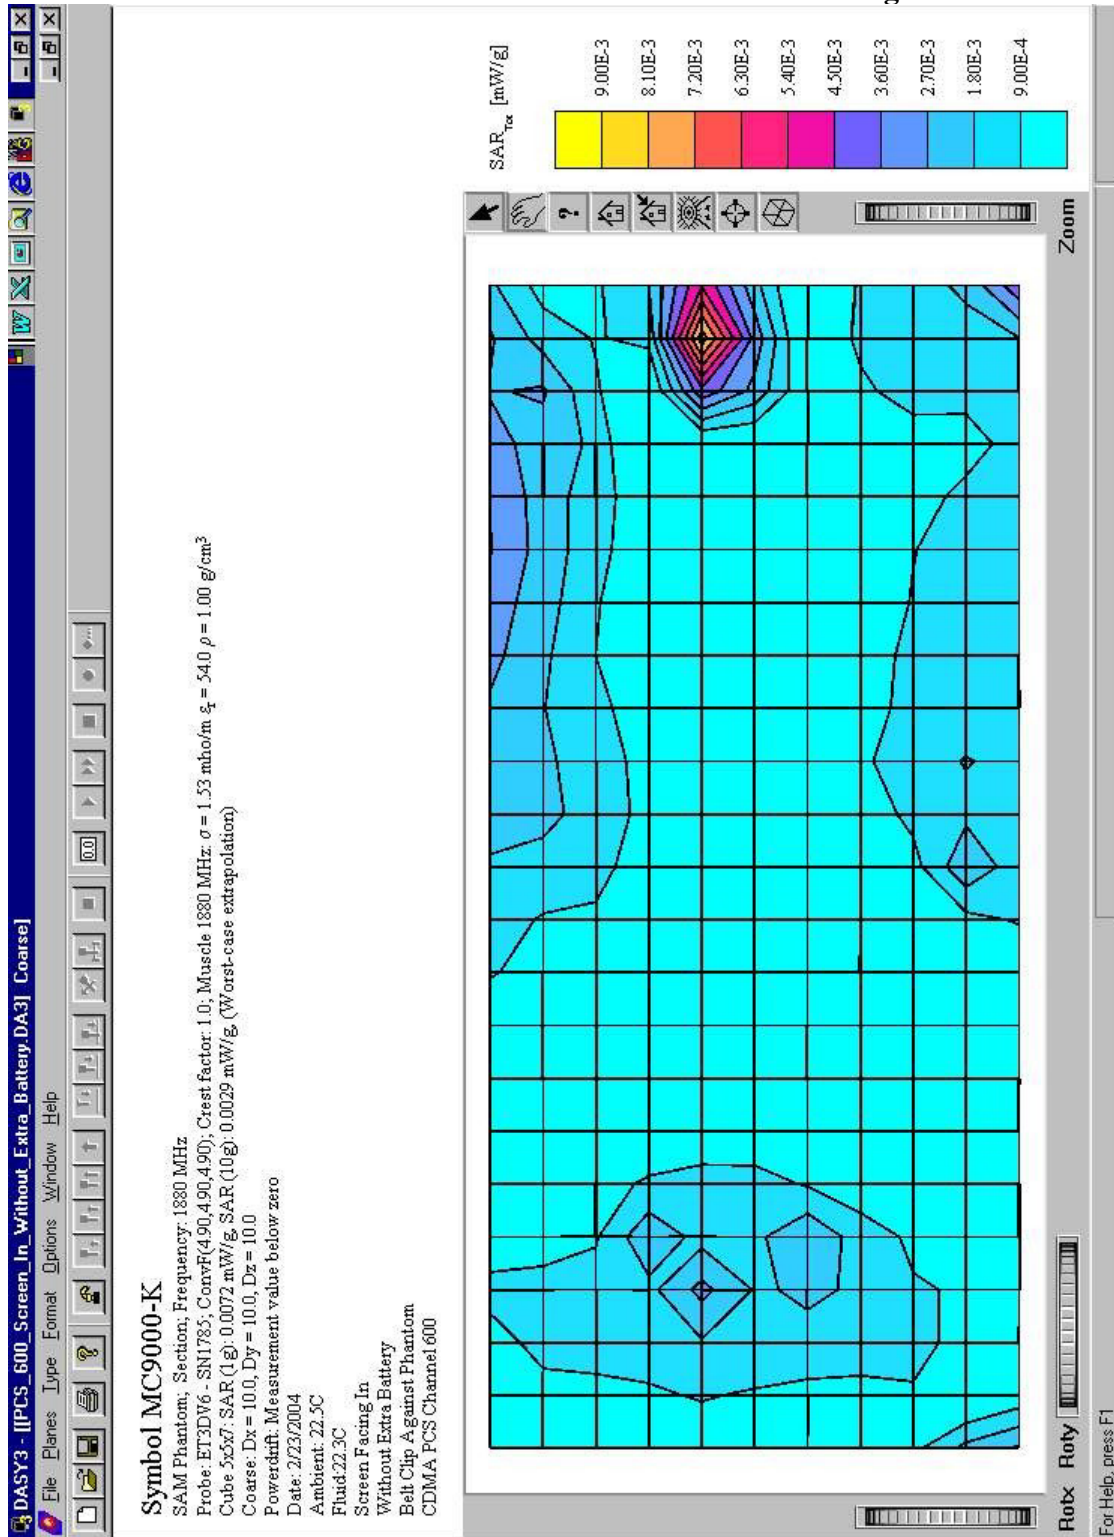 DASY3 - [[PCS_600_Screen_In_Without_Extra_Battery.DA3] Coarse]
File Planes Type Format Options Window Help
0.0
Symbol MC9000-K
SAM Phantom; Section; Frequency: 1880 MHz
Probe: ET3DV6 - SN1785; ConvF(4.90,4.90,4.90); Crest factor: 1.0; Muscle 1880 MHz: σ = 1.53 mho/m εr = 54.0 ρ = 1.00 g/cm³
Cube 5x5x7: SAR (1g): 0.0072 mW/g, SAR (10g): 0.0029 mW/g, (Worst-case extrapolation)
Coarse: Dx = 10.0, Dy = 10.0, Dz = 10.0
Powerdrift: Measurement value below zero
Date: 2/23/2004
Ambient: 22.5C
Fluid:22.3C
Screen Facing In
Without Extra Battery
Belt Clip Against Phantom
CDMA PCS Channel 600
SAR Tot [mW/g]
9.00E-3
8.10E-3
7.20E-3
6.30E-3
5.40E-3
4.50E-3
3.60E-3
2.70E-3
1.80E-3
9.00E-4
Rotx Roty Zoom
For Help, press F1